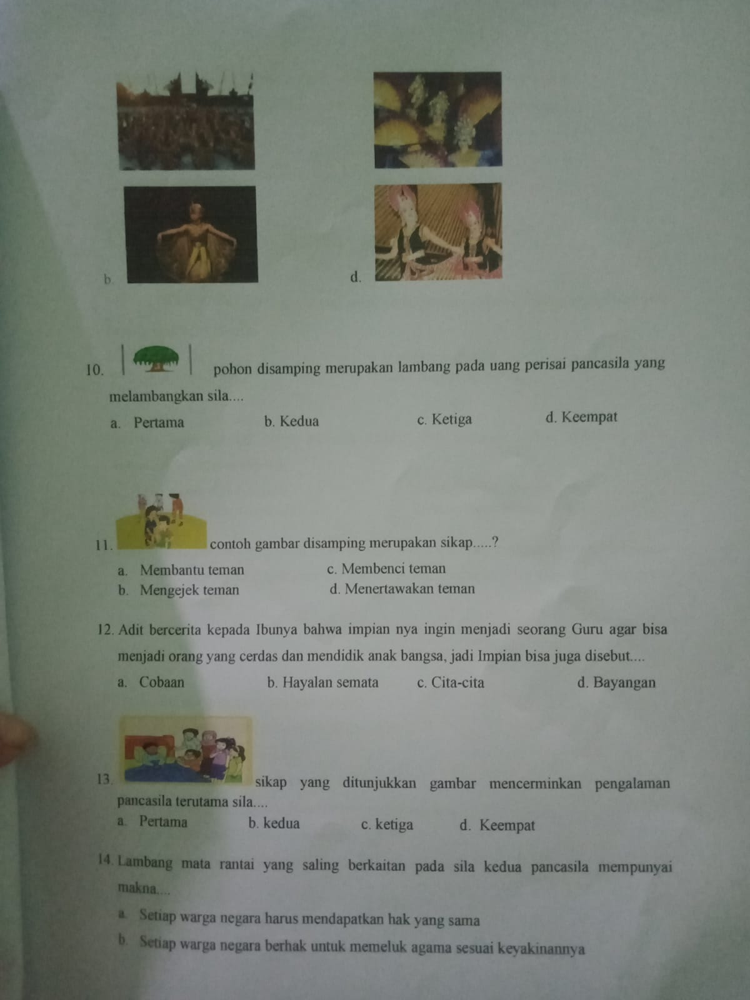 b.
d.
10. pohon disamping merupakan lambang pada uang perisai pancasila yang
melambangkan sila....
a. Pertama b. Kedua c. Ketiga d. Keempat
11. contoh gambar disamping merupakan sikap.....?
a. Membantu teman c. Membenci teman
b. Mengejek teman d. Menertawakan teman
12. Adit bercerita kepada Ibunya bahwa impian nya ingin menjadi seorang Guru agar bisa
menjadi orang yang cerdas dan mendidik anak bangsa, jadi Impian bisa juga disebut....
a. Cobaan b. Hayalan semata c. Cita-cita d. Bayangan
13. sikap yang ditunjukkan gambar mencerminkan pengalaman
pancasila terutama sila....
a. Pertama b. kedua c. ketiga d. Keempat
14. Lambang mata rantai yang saling berkaitan pada sila kedua pancasila mempunyai
makna....
a. Setiap warga negara harus mendapatkan hak yang sama
b. Setiap warga negara berhak untuk memeluk agama sesuai keyakinannya